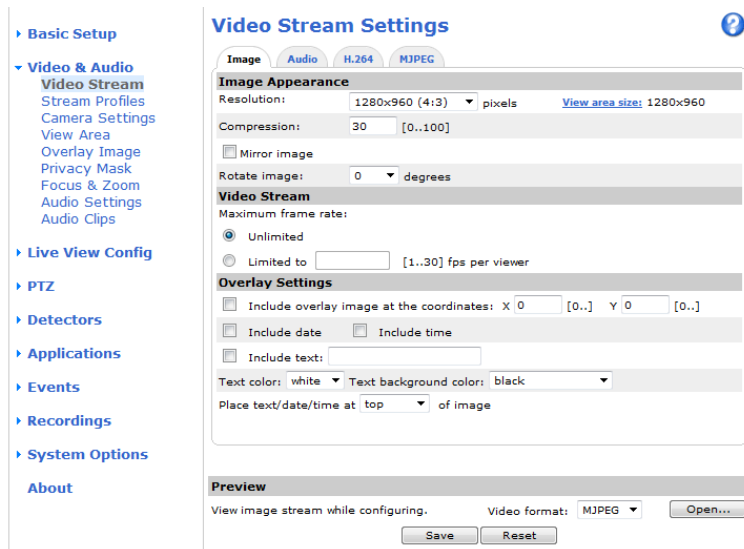 Basic Setup
Video & Audio
Video Stream
Stream Profiles
Camera Settings
View Area
Overlay Image
Privacy Mask
Focus & Zoom
Audio Settings
Audio Clips
Live View Config
PTZ
Detectors
Applications
Events
Recordings
System Options
About
Video Stream Settings ?
Image Audio H.264 MJPEG
Image Appearance
Resolution: 1280x960 (4:3) pixels View area size: 1280x960
Compression: 30 [0..100]
Mirror image
Rotate image: 0 degrees
Video Stream
Maximum frame rate:
Unlimited
Limited to [1..30] fps per viewer
Overlay Settings
Include overlay image at the coordinates: X 0 [0..] Y 0 [0..]
Include date Include time
Include text:
Text color: white Text background color: black
Place text/date/time at top of image
Preview
View image stream while configuring. Video format: MJPEG Open...
Save Reset